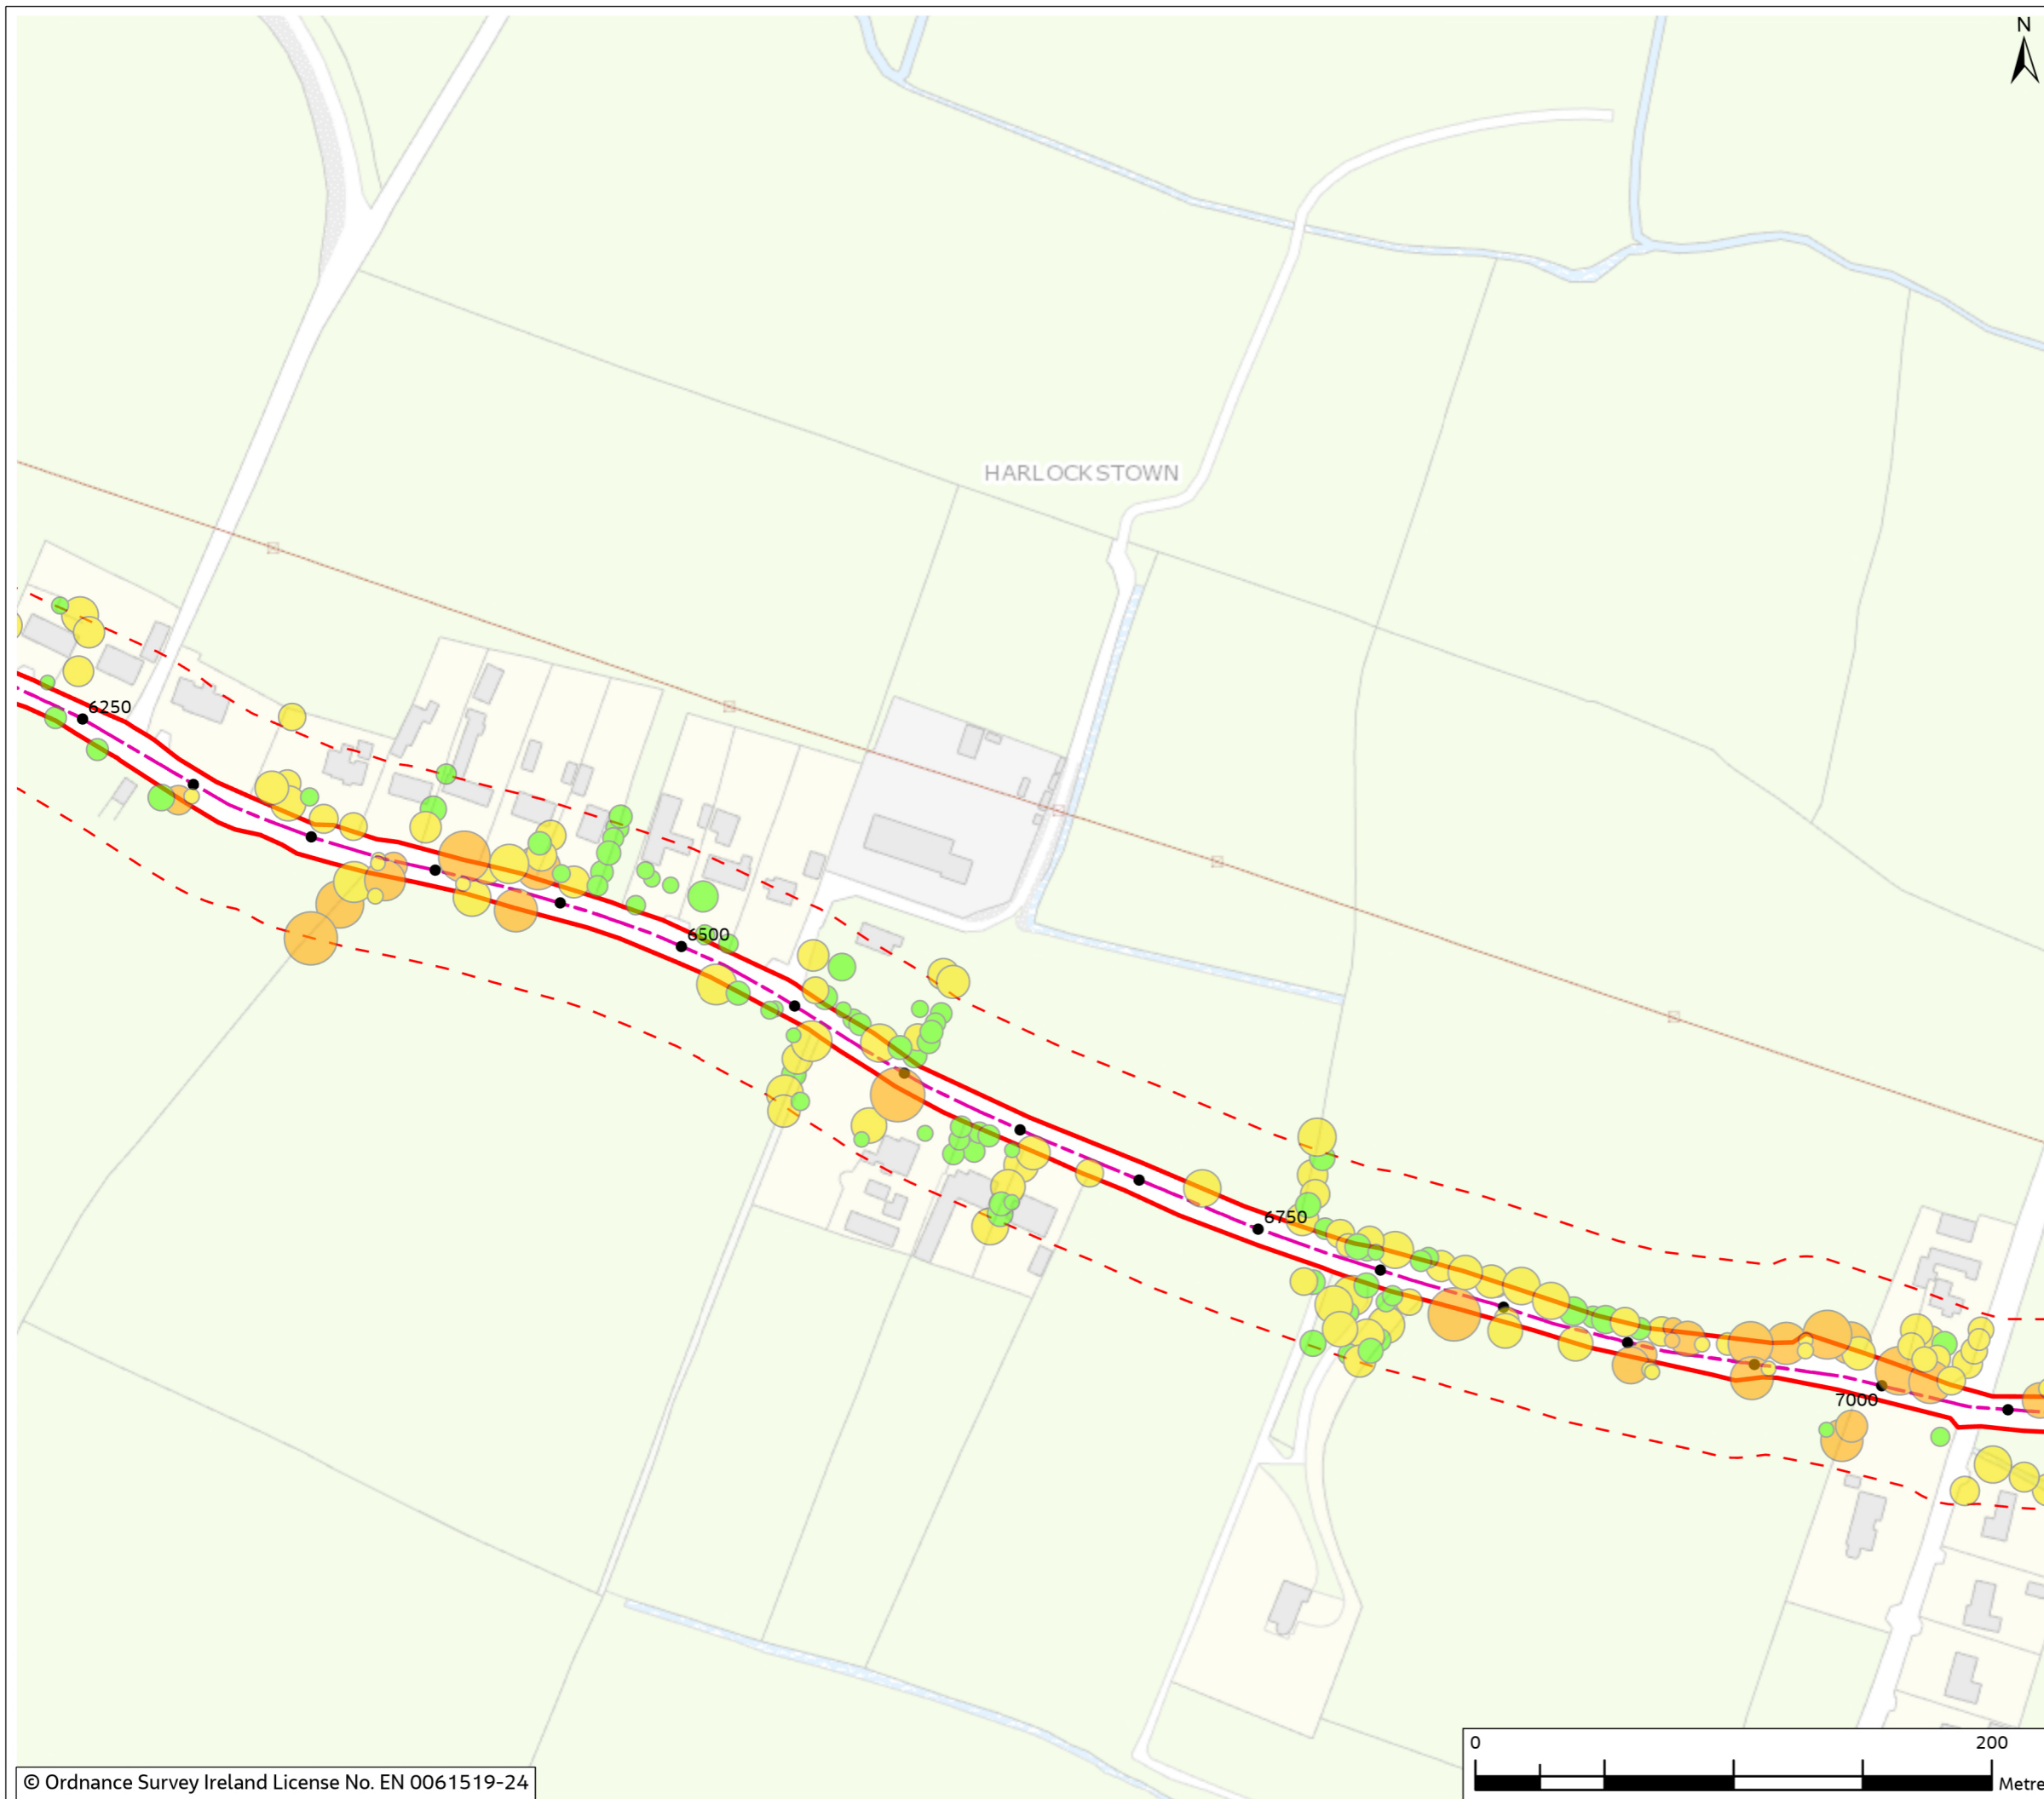 N
HARLOCKSTOWN
6250
6500
6750
7000
0 200
Metre
© Ordnance Survey Ireland License No. EN 0061519-24